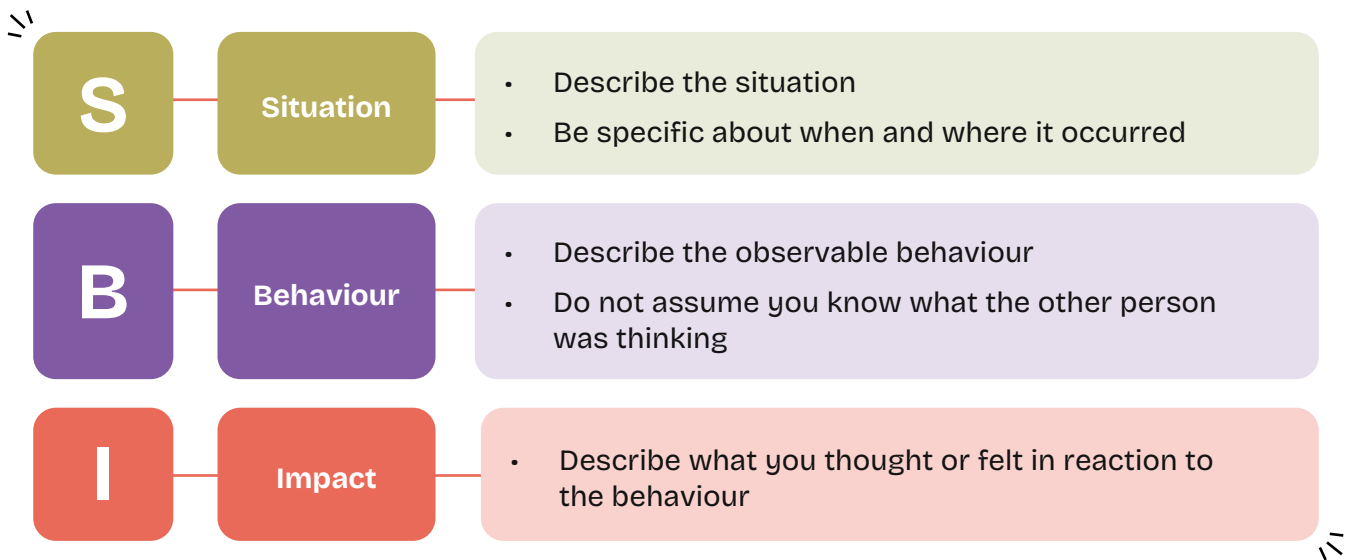 S
Situation
• Describe the situation
• Be specific about when and where it occurred
B
Behaviour
• Describe the observable behaviour
• Do not assume you know what the other person
was thinking
I
Impact
• Describe what you thought or felt in reaction to
the behaviour